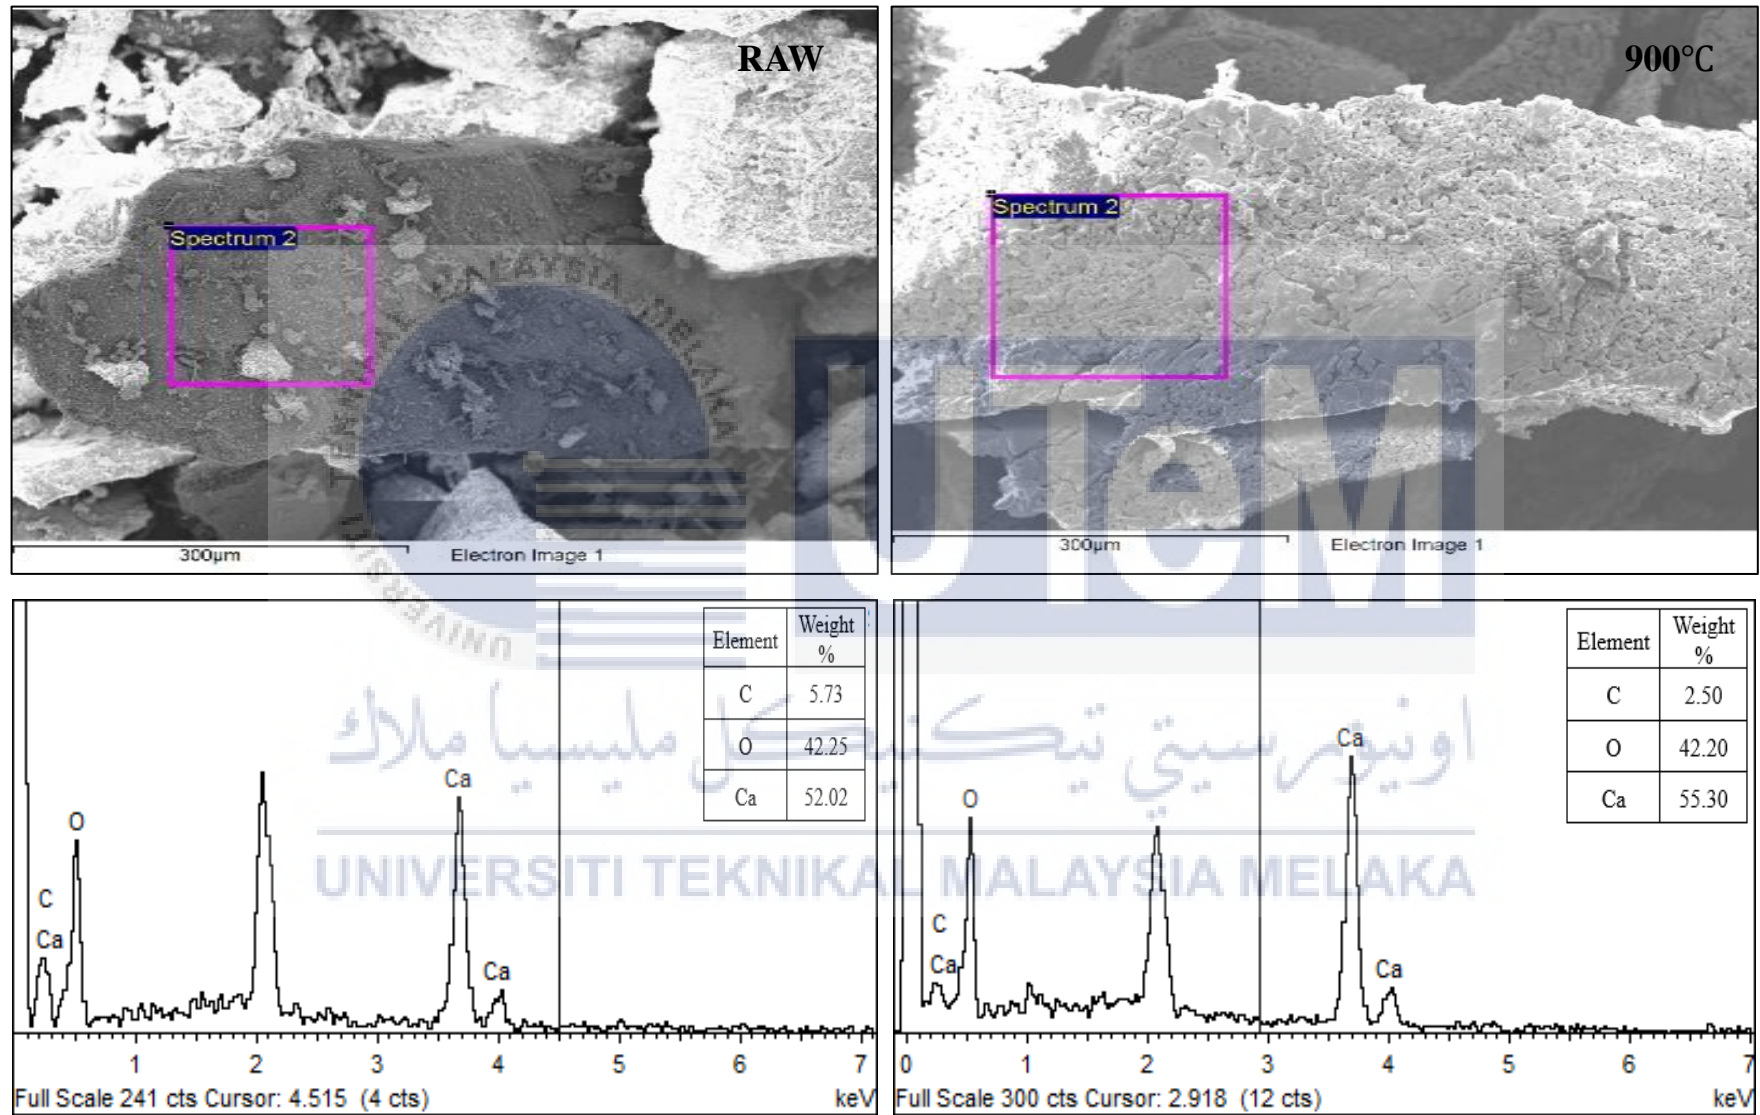 RAW
Spectrum 2
300µm
Electron Image 1
900°C
Spectrum 2
300µm
Electron Image 1
UNIVERSITI TEKNIKAL MALAYSIA MELAKA
UTeM
Element Weight %
C 5.73
O 42.25
Ca 52.02
C
Ca
O
Ca
Ca
1 2 3 4 5 6 7
Full Scale 241 cts Cursor: 4.515 (4 cts) keV
Element Weight %
C 2.50
O 42.20
Ca 55.30
C
Ca
O
Ca
Ca
0 1 2 3 4 5 6 7
Full Scale 300 cts Cursor: 2.918 (12 cts) keV
اونيورسيتي تيكنيكل مليسيا ملاك
UNIVERSITI TEKNIKAL MALAYSIA MELAKA